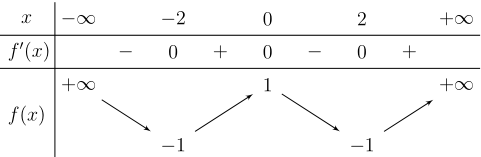 x −∞ −2 0 2 +∞
f′(x) − 0 + 0 − 0 +
+∞ 1 +∞
f(x)
−1 −1